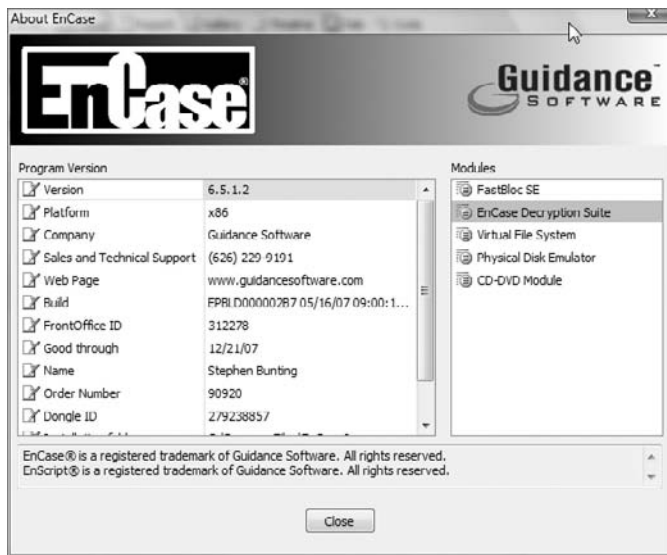 About EnCase
EnCase®
Guidance™
SOFTWARE
Program Version
Version 6.5.1.2
Platform x86
Company Guidance Software
Sales and Technical Support (626) 229-9191
Web Page www.guidancesoftware.com
Build EPBLD000002B7 05/16/07 09:00:1...
FrontOffice ID 312278
Good through 12/21/07
Name Stephen Bunting
Order Number 90920
Dongle ID 279238857
Modules
FastBloc SE
EnCase Decryption Suite
Virtual File System
Physical Disk Emulator
CD-DVD Module
EnCase® is a registered trademark of Guidance Software. All rights reserved.
EnScript® is a registered trademark of Guidance Software. All rights reserved.
Close